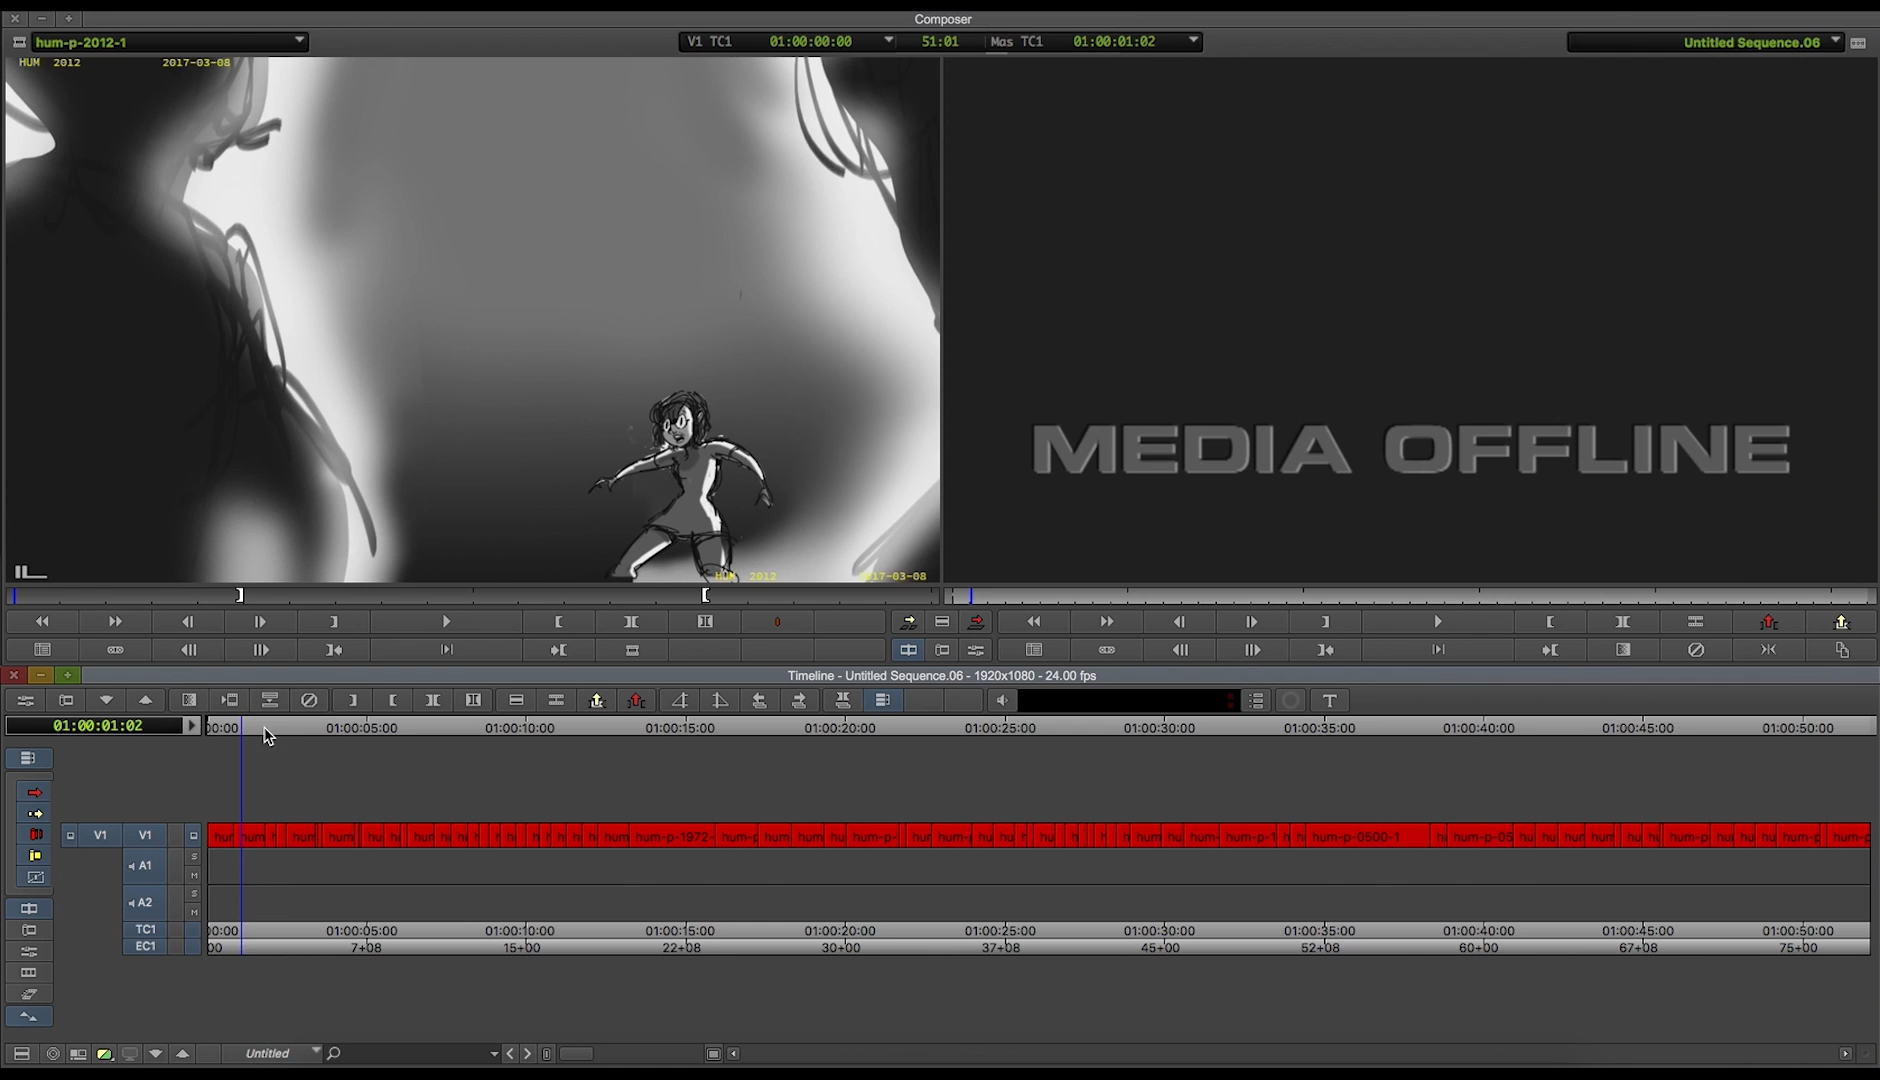 Composer
hum-p-2012-1
V1 TC1 01:00:00:00 51:01 Mas TC1 01:00:01:02
Untitled Sequence.06
HUM 2012 2017-03-08
MEDIA OFFLINE
HUM 2012 2017-03-08
Timeline - Untitled Sequence.06 - 1920x1080 - 24.00 fps
T
01:00:01:02
00:00 01:00:05:00 01:00:10:00 01:00:15:00 01:00:20:00 01:00:25:00 01:00:30:00 01:00:35:00 01:00:40:00 01:00:45:00 01:00:50:00
V1 V1
hum-p-1972- hum-p-1 hum-p-0500-1 hum-p-05
A1 S
M
A2 S
M
TC1 00:00 01:00:05:00 01:00:10:00 01:00:15:00 01:00:20:00 01:00:25:00 01:00:30:00 01:00:35:00 01:00:40:00 01:00:45:00 01:00:50:00
EC1 00 7+08 15+00 22+08 30+00 37+08 45+00 52+08 60+00 67+08 75+00
Untitled